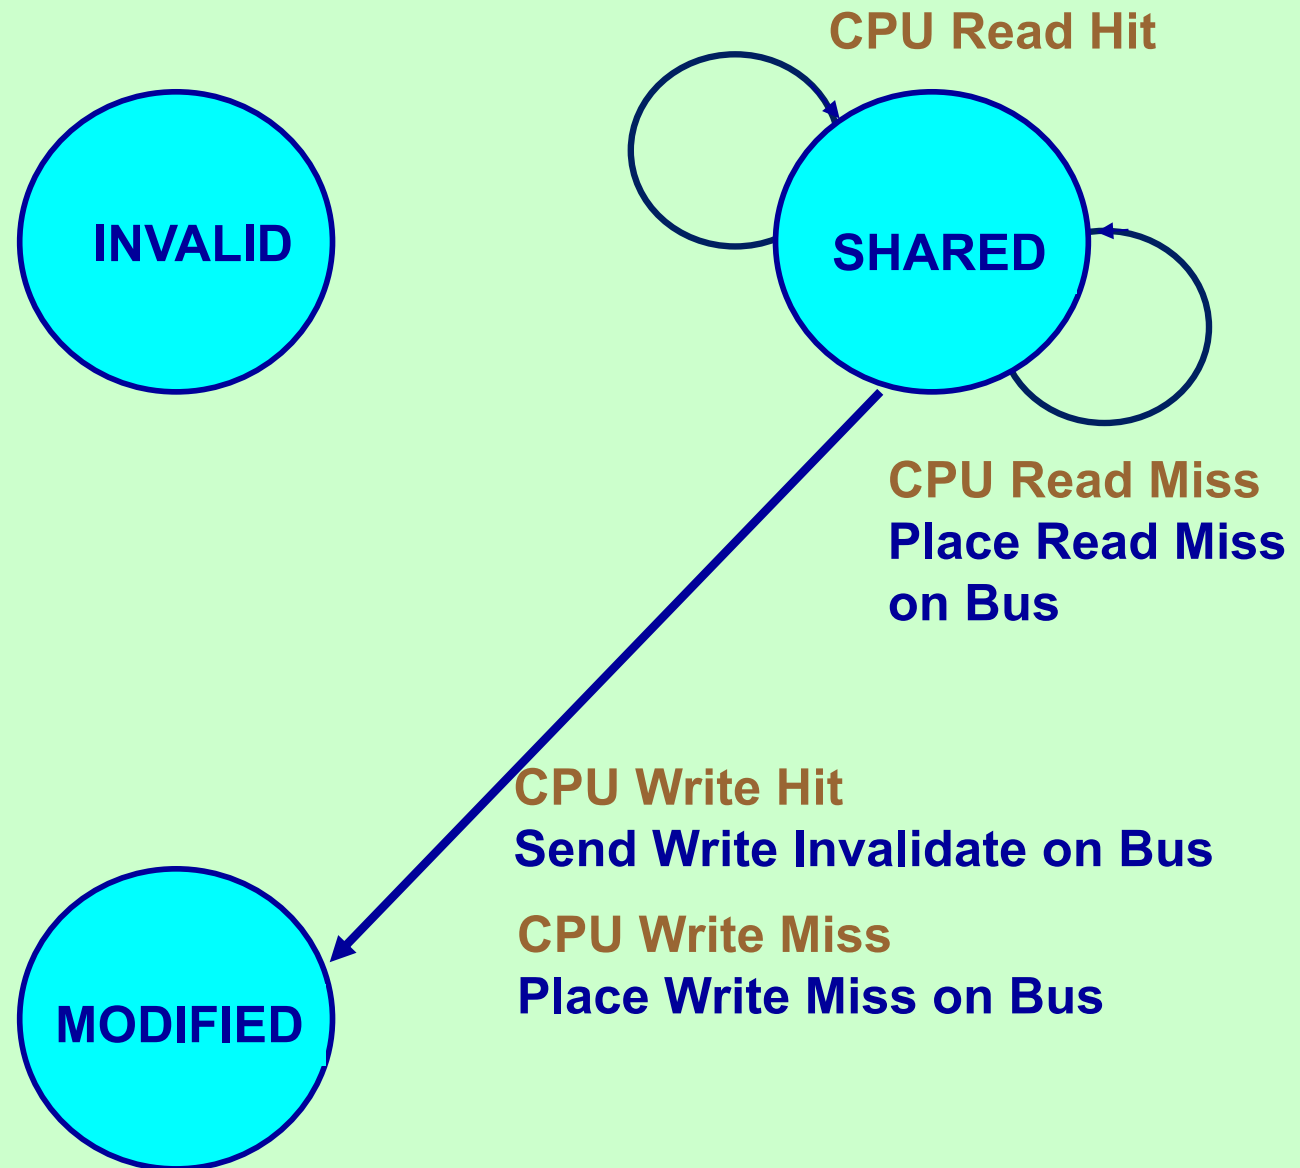 CPU Read Hit
INVALID
SHARED
CPU Read Miss
Place Read Miss
on Bus
CPU Write Hit
Send Write Invalidate on Bus
CPU Write Miss
Place Write Miss on Bus
MODIFIED